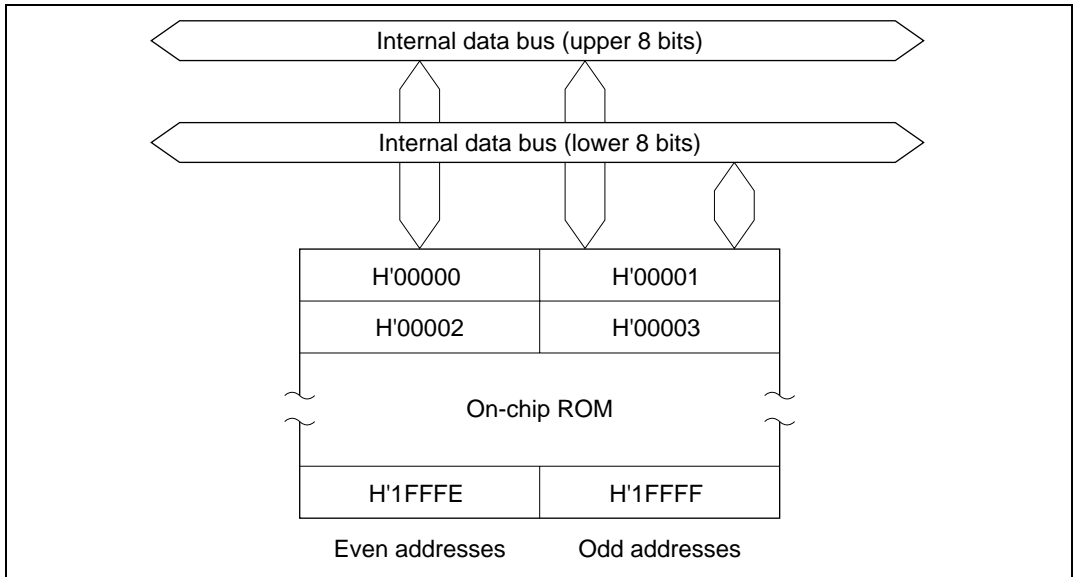 Internal data bus (upper 8 bits)
Internal data bus (lower 8 bits)
H'00000 H'00001
H'00002 H'00003
On-chip ROM
H'1FFFE H'1FFFF
Even addresses Odd addresses